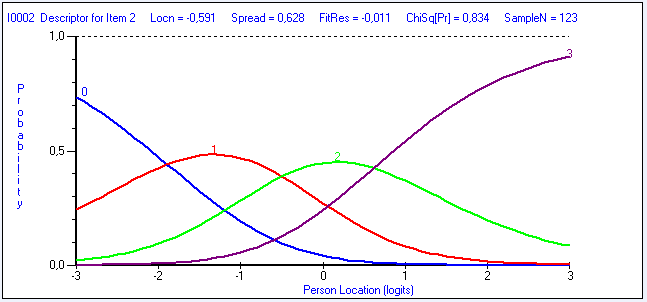 I0002 Descriptor for Item 2 Locn = -0,591 Spread = 0,628 FitRes = -0,011 ChiSq[Pr] = 0,834 SampleN = 123
1,0
3
Probability
0
0,5
1
2
0,0
-3 -2 -1 0 1 2 3
Person Location (logits)